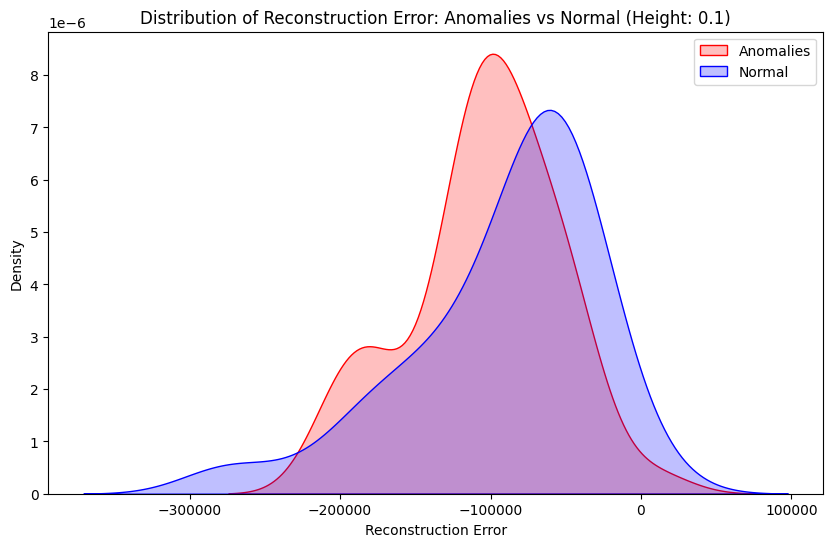 Distribution of Reconstruction Error: Anomalies vs Normal (Height: 0.1)
1e−6
Anomalies
Normal
8
7
6
5
4
3
2
1
0
Density
−300000
−200000
−100000
0
100000
Reconstruction Error